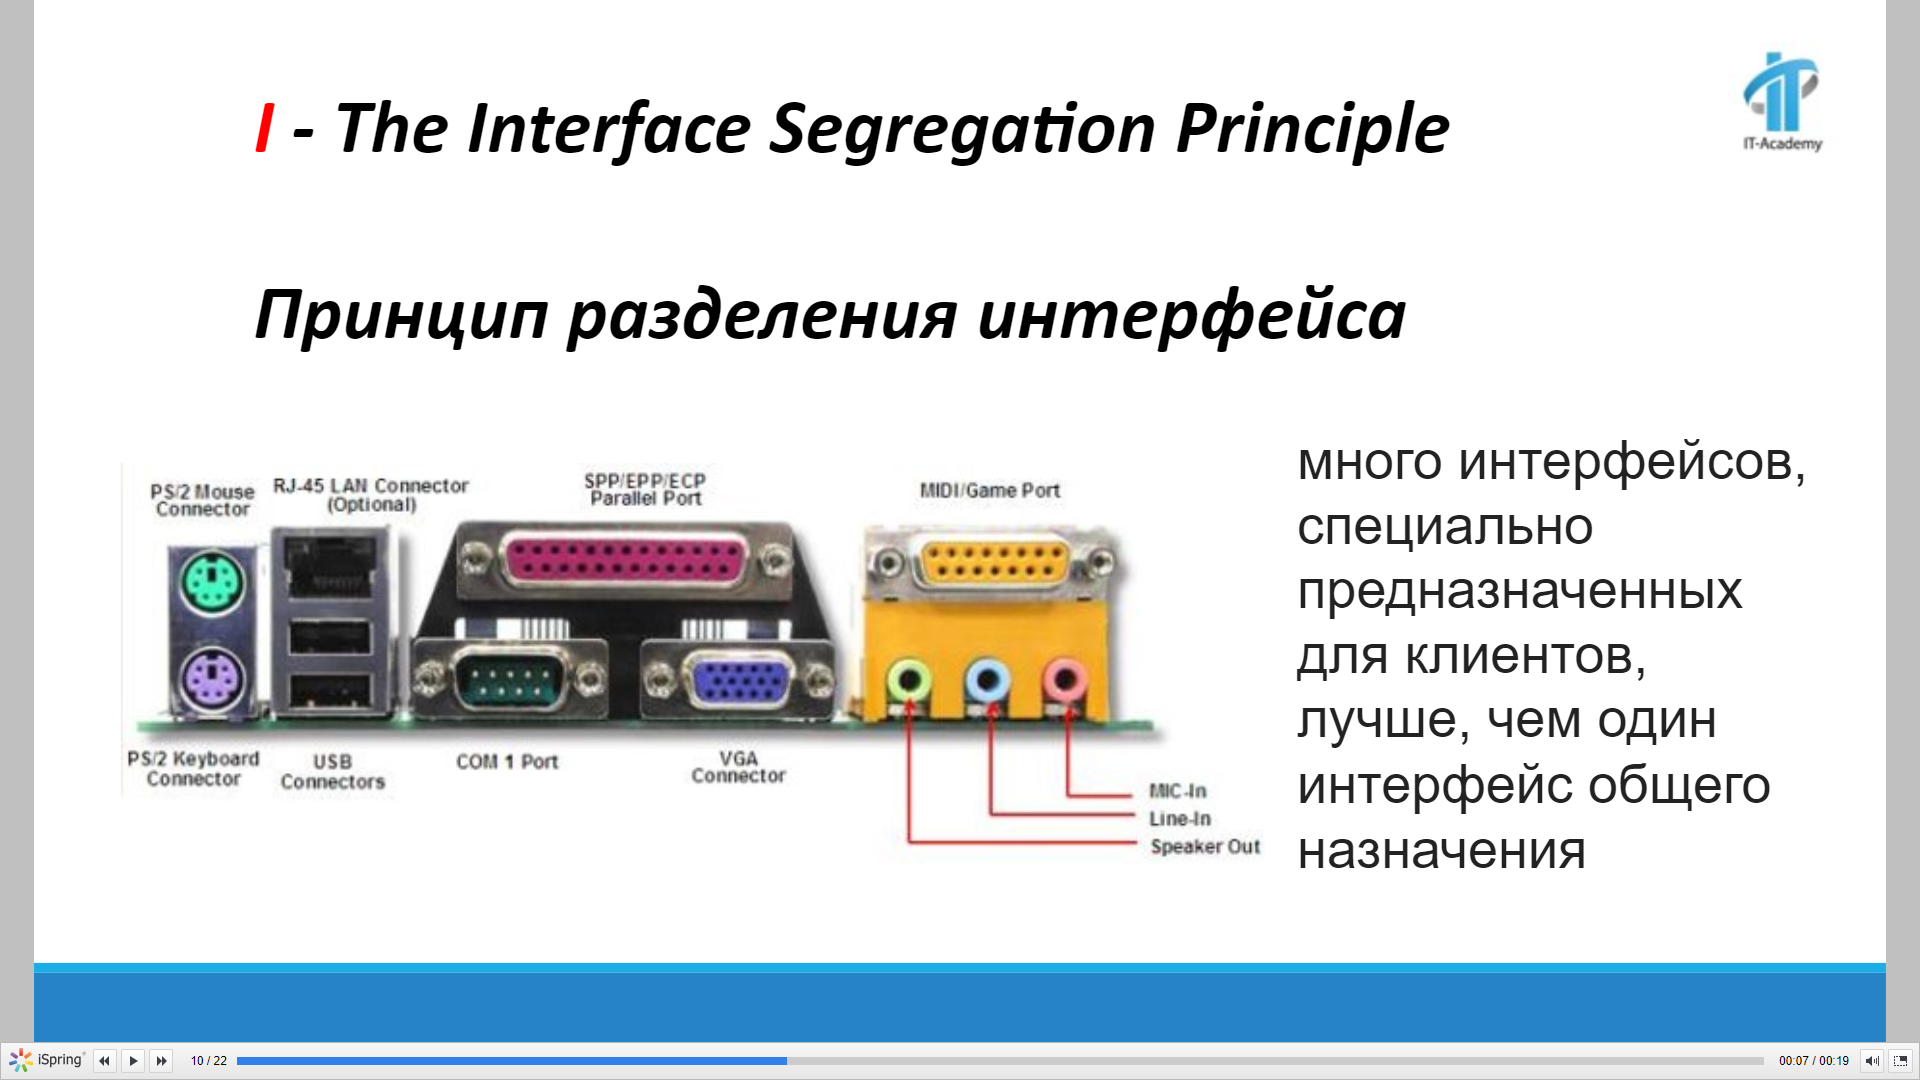 I - The Interface Segregation Principle
IT-Academy
Принцип разделения интерфейса
много интерфейсов,
специально
предназначенных
для клиентов,
лучше, чем один
интерфейс общего
назначения
PS/2 Mouse
Connector
RJ-45 LAN Connector
(Optional)
SPP/EPP/ECP
Parallel Port
MIDI/Game Port
PS/2 Keyboard
Connector
USB
Connectors
COM 1 Port
VGA
Connector
MIC-In
Line-In
Speaker Out
iSpring
10 / 22
00:07 / 00:19